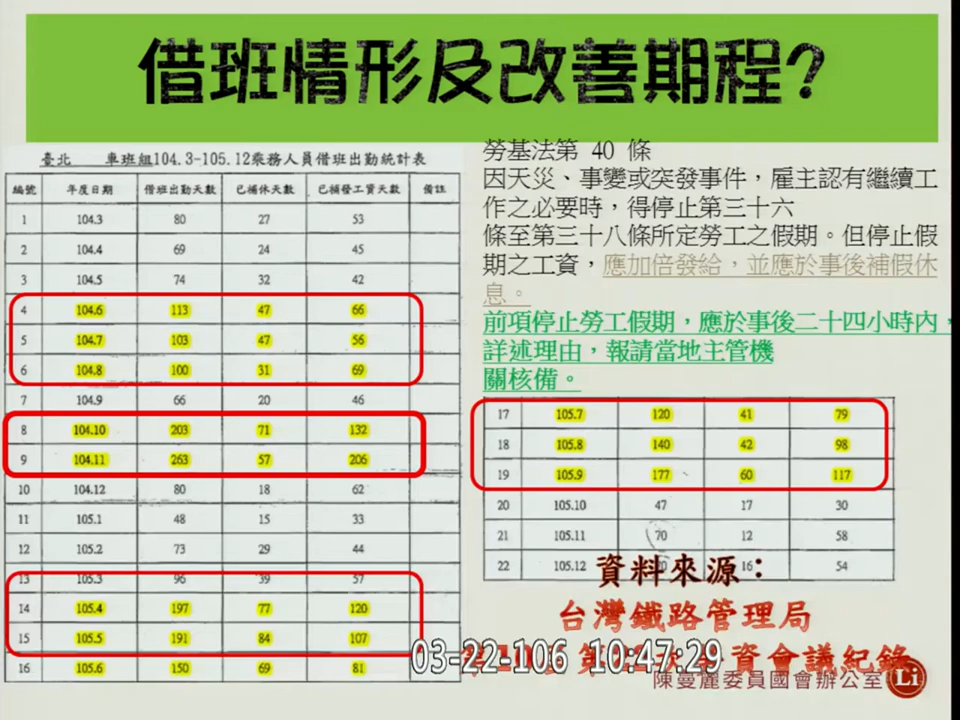 借班情形及改善期程?
臺北 車班組104.3-105.12乘務人員借班出勤統計表
編號 年度日期 借班出勤天數 已補休天數 已補發工資天數 備註
1 104.3 80 27 53
2 104.4 69 24 45
3 104.5 74 32 42
4 104.6 113 47 66
5 104.7 103 47 56
6 104.8 100 31 69
7 104.9 66 20 46
8 104.10 203 71 132
9 104.11 263 57 206
10 104.12 80 18 62
11 105.1 48 15 33
12 105.2 73 29 44
13 105.3 96 39 57
14 105.4 197 77 120
15 105.5 191 84 107
16 105.6 150 69 81
勞基法第 40 條
因天災、事變或突發事件，雇主認有繼續工
作之必要時，得停止第三十六
條至第三十八條所定勞工之假期。但停止假
期之工資，應加倍發給，並應於事後補假休
息。
前項停止勞工假期，應於事後二十四小時內，
詳述理由，報請當地主管機
關核備。
17 105.7 120 41 79
18 105.8 140 42 98
19 105.9 177 60 117
20 105.10 47 17 30
21 105.11 70 12 58
22 105.12 16 54
資料來源：
台灣鐵路管理局
第 資會議紀錄
03-22-106 10:47:29
陳曼麗委員國會辦公室 Li